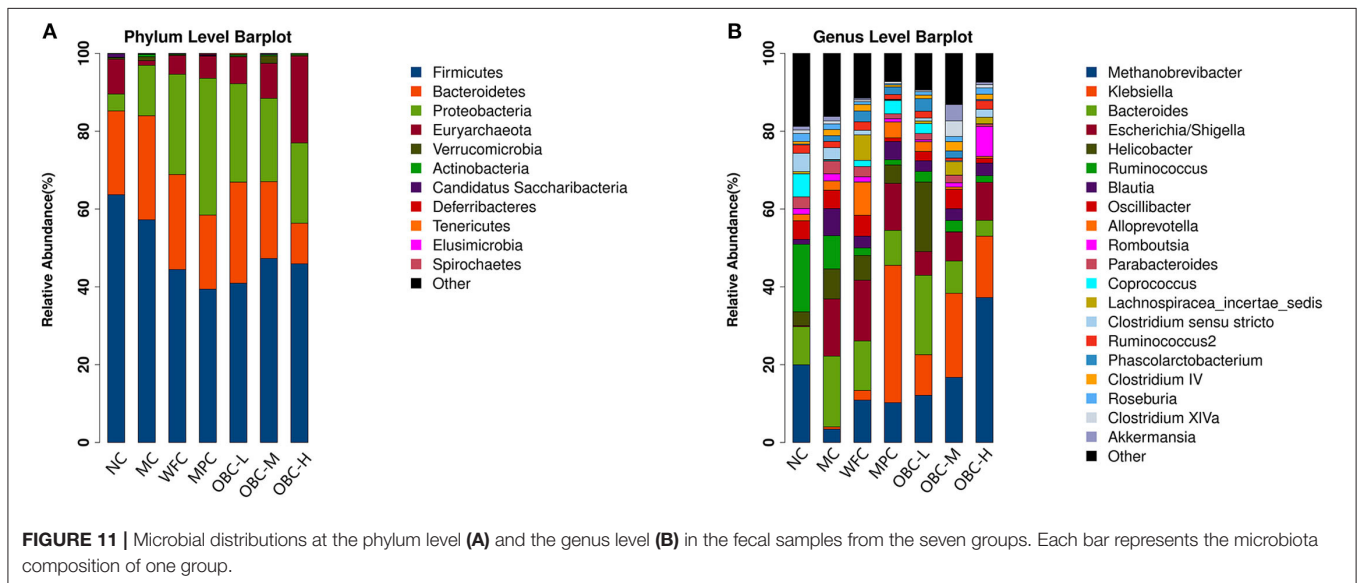 A
Phylum Level Barplot
Relative Abundance(%)
100
80
60
40
20
0
NC
MC
WFC
MPC
OBC-L
OBC-M
OBC-H
Firmicutes
Bacteroidetes
Proteobacteria
Euryarchaeota
Verrucomicrobia
Actinobacteria
Candidatus Saccharibacteria
Deferribacteres
Tenericutes
Elusimicrobia
Spirochaetes
Other
B
Genus Level Barplot
Relative Abundance(%)
100
80
60
40
20
0
NC
MC
WFC
MPC
OBC-L
OBC-M
OBC-H
Methanobrevibacter
Klebsiella
Bacteroides
Escherichia/Shigella
Helicobacter
Ruminococcus
Blautia
Oscillibacter
Alloprevotella
Romboutsia
Parabacteroides
Coprococcus
Lachnospiracea_incertae_sedis
Clostridium sensu stricto
Ruminococcus2
Phascolarctobacterium
Clostridium IV
Roseburia
Clostridium XIVa
Akkermansia
Other
FIGURE 11 | Microbial distributions at the phylum level (A) and the genus level (B) in the fecal samples from the seven groups. Each bar represents the microbiota
composition of one group.